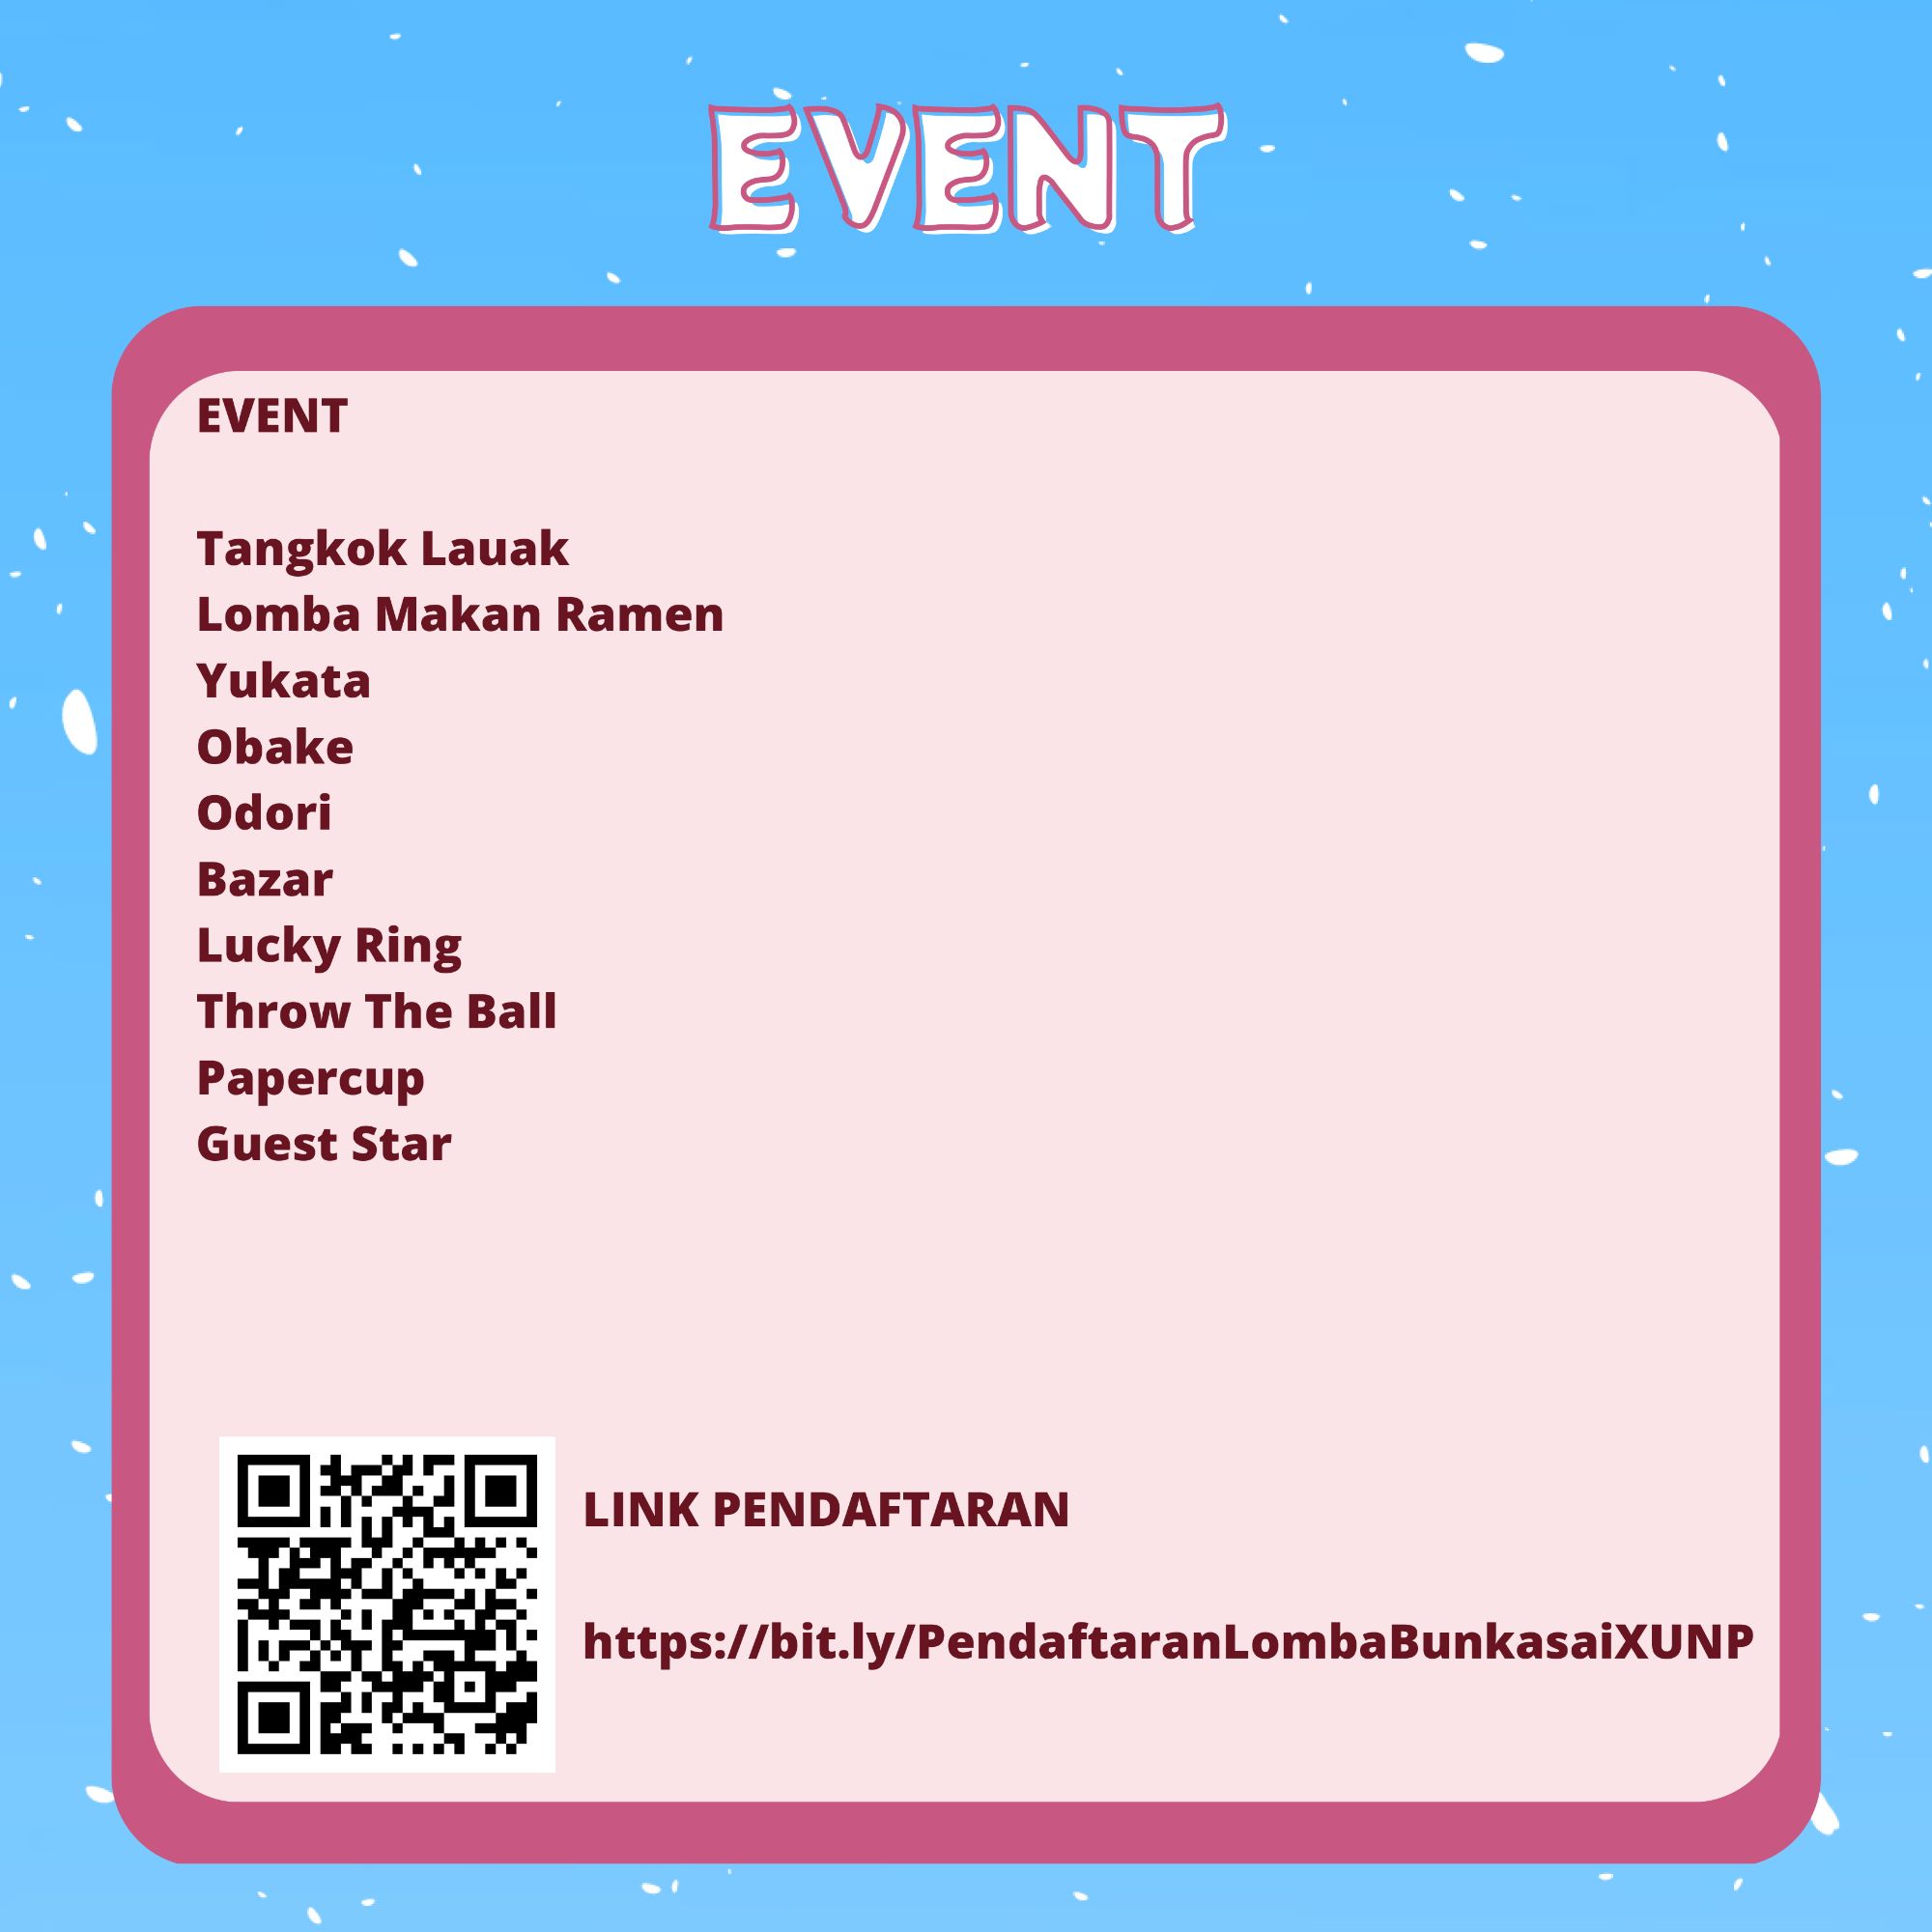 EVENT
EVENT
Tangkok Lauak
Lomba Makan Ramen
Yukata
Obake
Odori
Bazar
Lucky Ring
Throw The Ball
Papercup
Guest Star
LINK PENDAFTARAN
https://bit.ly/PendaftaranLombaBunkasaiXUNP